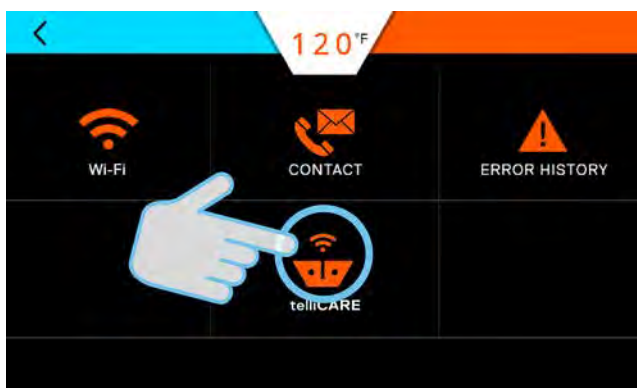 120°F
Wi-Fi
CONTACT
ERROR HISTORY
telliCARE